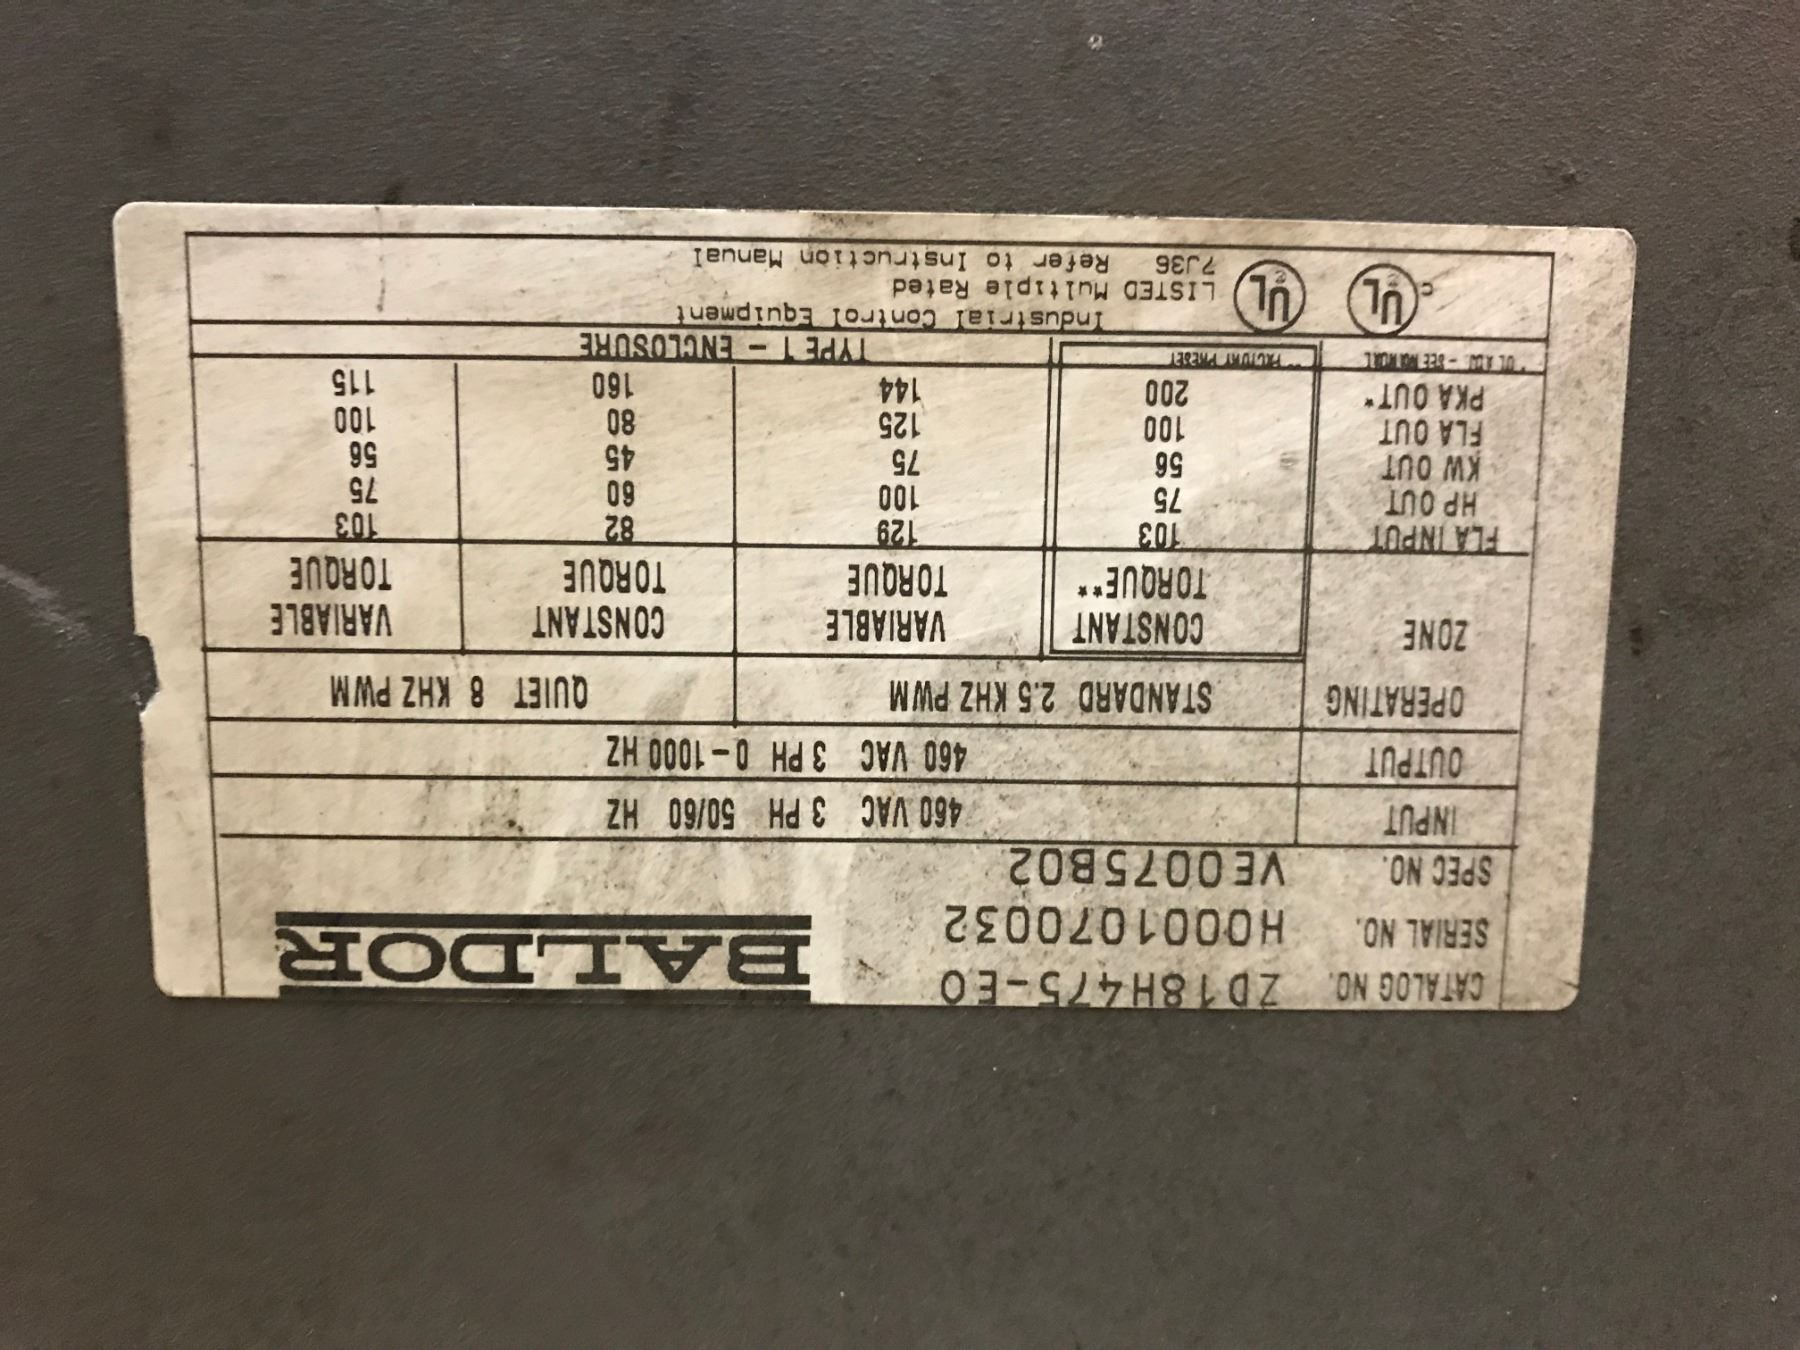 CATALOG NO. ZD18H475-EO
BALDOR
SERIAL NO. H0001070032
SPEC NO. VE0075B02
INPUT 460 VAC 3 PH 50/60 HZ
OUTPUT 460 VAC 3 PH 0-1000 HZ
OPERATING STANDARD 2.5 KHZ PWM QUIET 8 KHZ PWM
ZONE CONSTANT VARIABLE CONSTANT VARIABLE
TORQUE** TORQUE TORQUE TORQUE
FLA INPUT 103 129 82 103
HP OUT 75 100 60 75
KW OUT 56 75 45 56
FLA OUT 100 125 80 100
PKA OUT* 200 144 160 115
** FACTORY PRESET TYPE 1 - ENCLOSURE
Industrial Control Equipment
c UL UL LISTED Multiple Rated
7J36 Refer to Instruction Manual